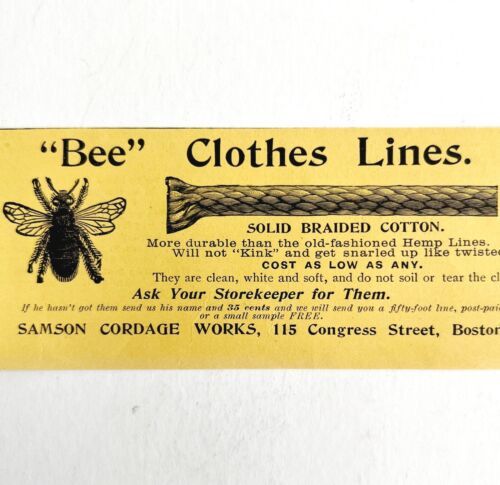 "Bee" Clothes Lines.
SOLID BRAIDED COTTON.
More durable than the old-fashioned Hemp Lines.
Will not "Kink" and get snarled up like twisted
COST AS LOW AS ANY.
They are clean, white and soft, and do not soil or tear the cl
Ask Your Storekeeper for Them.
If he hasn't got them send us his name and 35 cents and we will send you a fifty-foot line, post-paid
or a small sample FREE.
SAMSON CORDAGE WORKS, 115 Congress Street, Boston